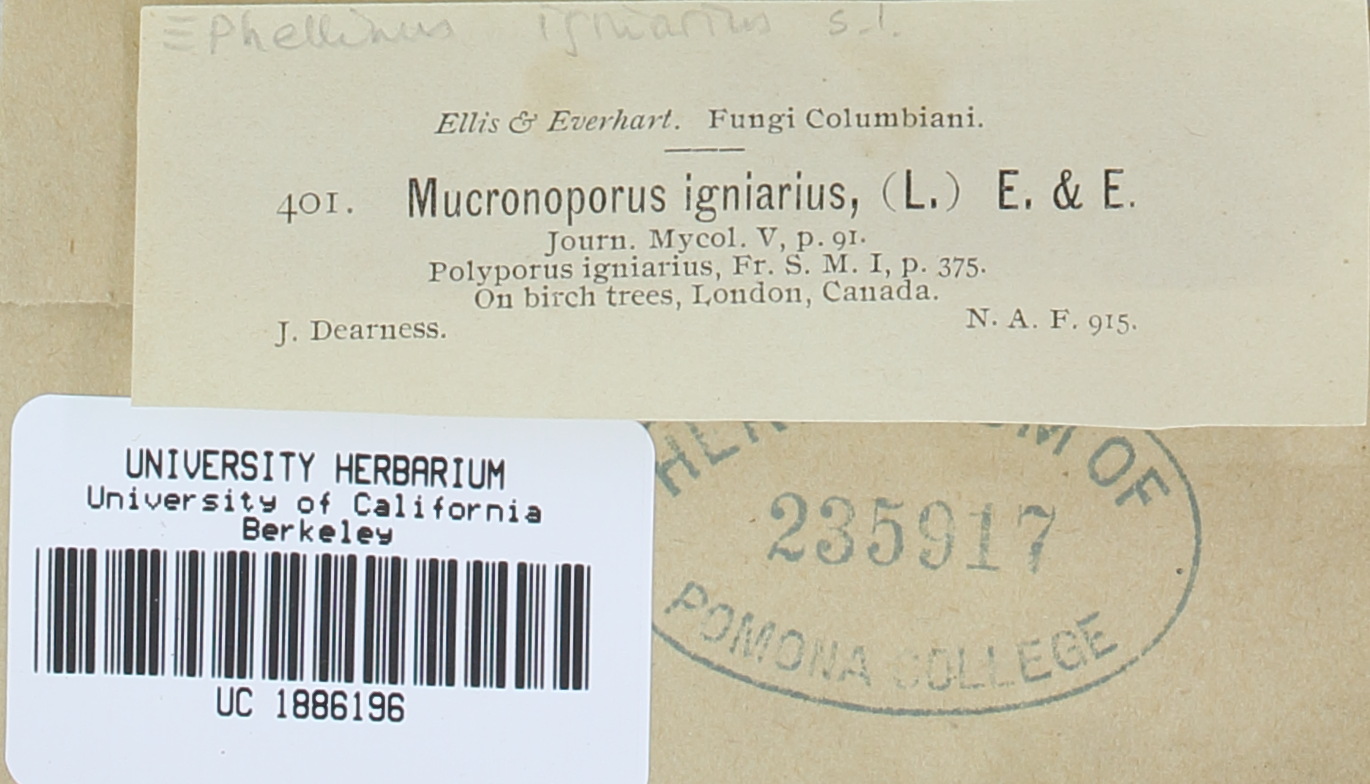 ≡ Phellinus igniarius s.l.
Ellis & Everhart. Fungi Columbiani.
401. Mucronoporus igniarius, (L.) E. & E.
Journ. Mycol. V, p. 91.
Polyporus igniarius, Fr. S. M. I, p. 375.
On birch trees, London, Canada.
J. Dearness. N. A. F. 915.
UNIVERSITY HERBARIUM
University of California
Berkeley
UC 1886196
OF
235917
POMONA COLLEGE